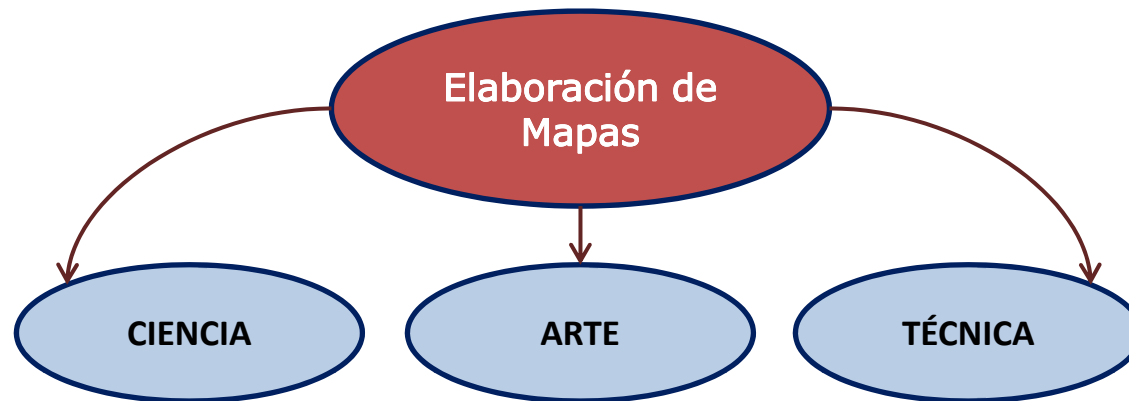 Elaboración de
Mapas
CIENCIA
ARTE
TÉCNICA